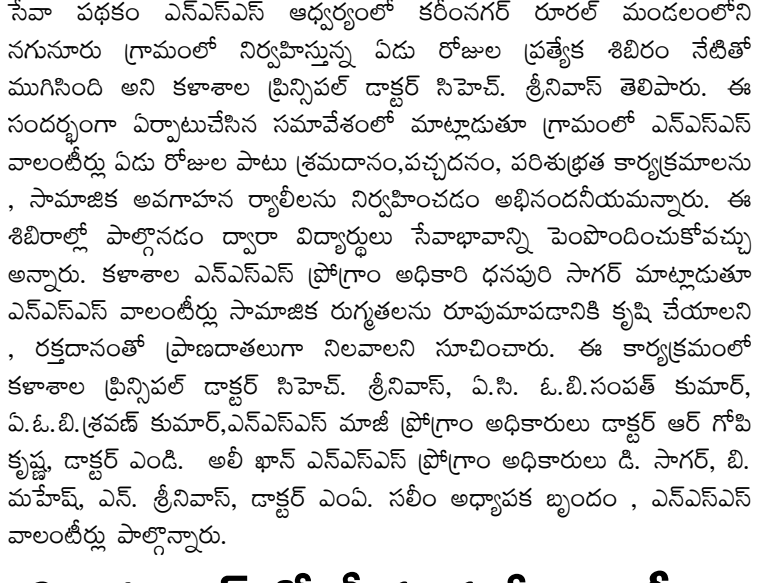 సేవా పథకం ఎన్ఎస్ఎస్ ఆధ్వర్యంలో కరీంనగర్ రూరల్ మండలంలోని
నగునూరు గ్రామంలో నిర్వహిస్తున్న ఏడు రోజుల ప్రత్యేక శిబిరం నేటితో
ముగిసింది అని కళాశాల ప్రిన్సిపల్ డాక్టర్ సిహెచ్. శ్రీనివాస్ తెలిపారు. ఈ
సందర్భంగా ఏర్పాటుచేసిన సమావేశంలో మాట్లాడుతూ గ్రామంలో ఎన్ఎస్ఎస్
వాలంటీర్లు ఏడు రోజుల పాటు శ్రమదానం,పచ్చదనం, పరిశుభ్రత కార్యక్రమాలను
, సామాజిక అవగాహన ర్యాలీలను నిర్వహించడం అభినందనీయమన్నారు. ఈ
శిబిరాల్లో పాల్గొనడం ద్వారా విద్యార్థులు సేవాభావాన్ని పెంపొందించుకోవచ్చు
అన్నారు. కళాశాల ఎన్ఎస్ఎస్ ప్రోగ్రాం అధికారి ధనపురి సాగర్ మాట్లాడుతూ
ఎన్ఎస్ఎస్ వాలంటీర్లు సామాజిక రుగ్మతలను రూపుమాపడానికి కృషి చేయాలని
, రక్తదానంతో ప్రాణదాతలుగా నిలవాలని సూచించారు. ఈ కార్యక్రమంలో
కళాశాల ప్రిన్సిపల్ డాక్టర్ సిహెచ్. శ్రీనివాస్, ఏ.సి. ఓ.బి.సంపత్ కుమార్,
ఏ.ఓ.బి.శ్రవణ్ కుమార్,ఎన్ఎస్ఎస్ మాజీ ప్రోగ్రాం అధికారులు డాక్టర్ ఆర్ గోపి
కృష్ణ, డాక్టర్ ఎండి. అలీ ఖాన్ ఎన్ఎస్ఎస్ ప్రోగ్రాం అధికారులు డి. సాగర్, బి.
మహేష్, ఎన్. శ్రీనివాస్, డాక్టర్ ఎంఏ. సలీం అధ్యాపక బృందం , ఎన్ఎస్ఎస్
వాలంటీర్లు పాల్గొన్నారు.